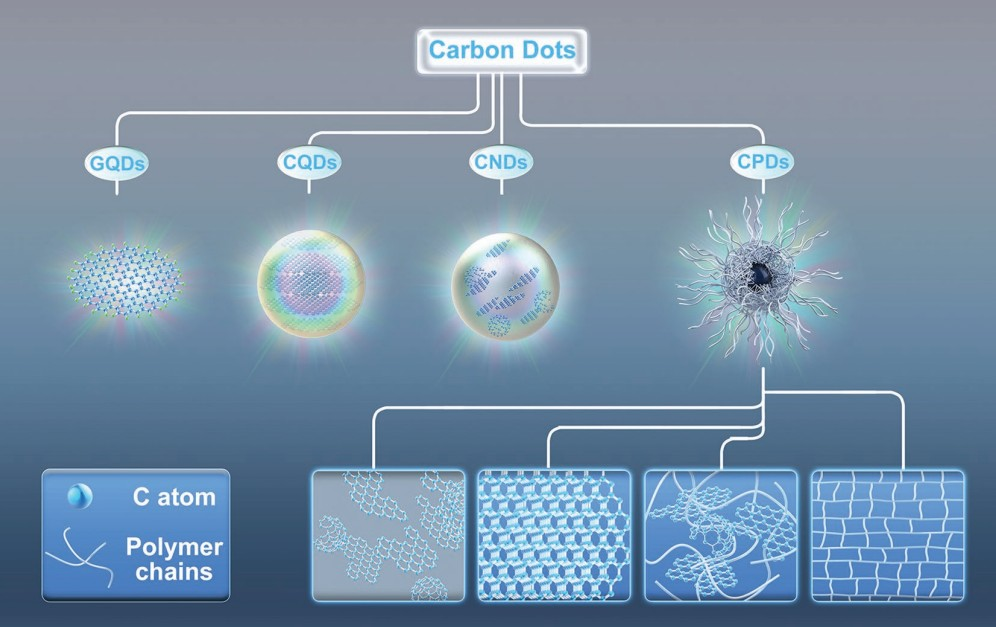 Carbon Dots
GQDs
CQDs
CNDs
CPDs
C atom
Polymer
chains